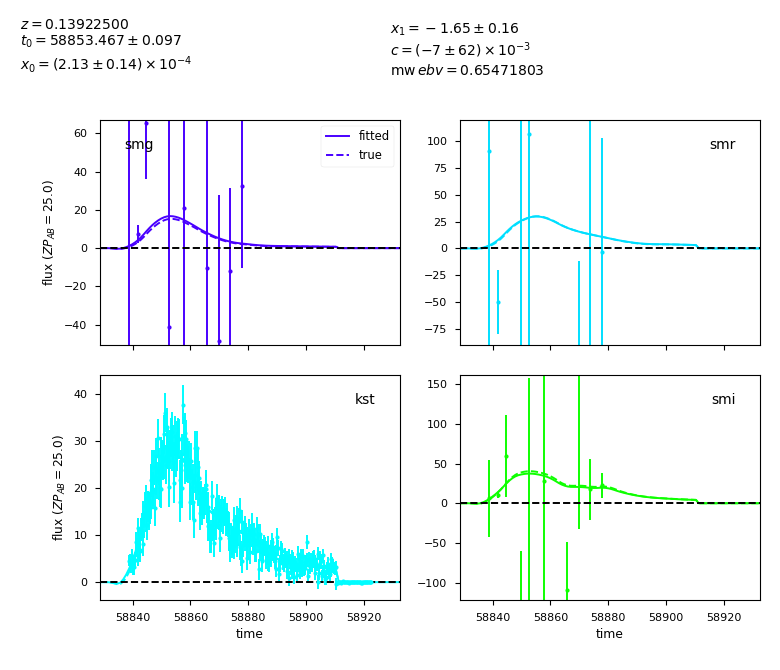 z = 0.13922500
t₀ = 58853.467 ± 0.097
x₀ = (2.13 ± 0.14) × 10⁻⁴
x₁ = −1.65 ± 0.16
c = (−7 ± 62) × 10⁻³
mw ebv = 0.65471803
smg
fitted
true
60
40
20
0
−20
−40
flux (ZP_AB = 25.0)
smr
100
75
50
25
0
−25
−50
−75
kst
40
30
20
10
0
flux (ZP_AB = 25.0)
58840 58860 58880 58900 58920
time
smi
150
100
50
0
−50
−100
58840 58860 58880 58900 58920
time